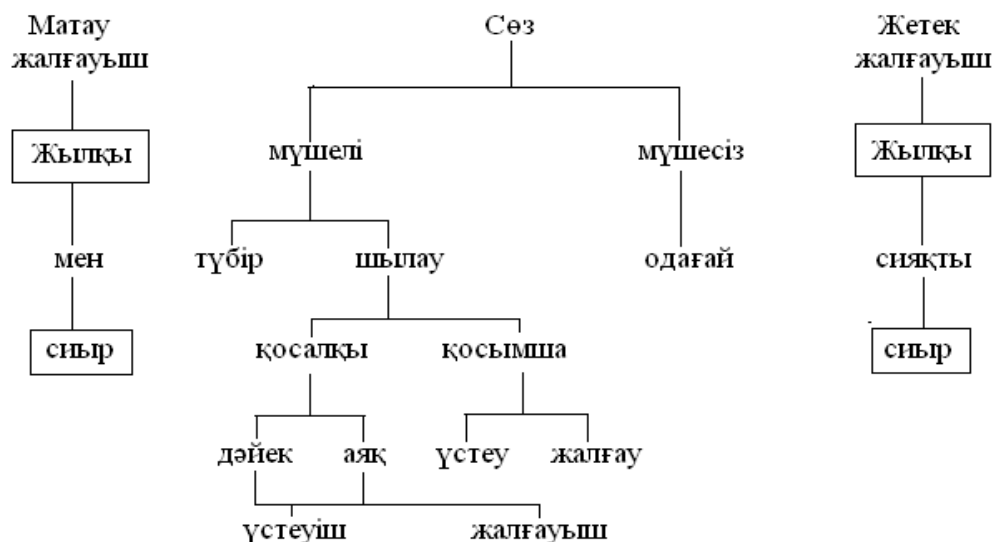 Матау
жалғауыш
Жылқы
мен
сиыр
Сөз
мүшелі
мүшесіз
түбір
шылау
одағай
қосалқы
қосымша
дәйек
аяқ
үстеу
жалғау
үстеуіш
жалғауыш
Жетек
жалғауыш
Жылқы
сияқты
сиыр